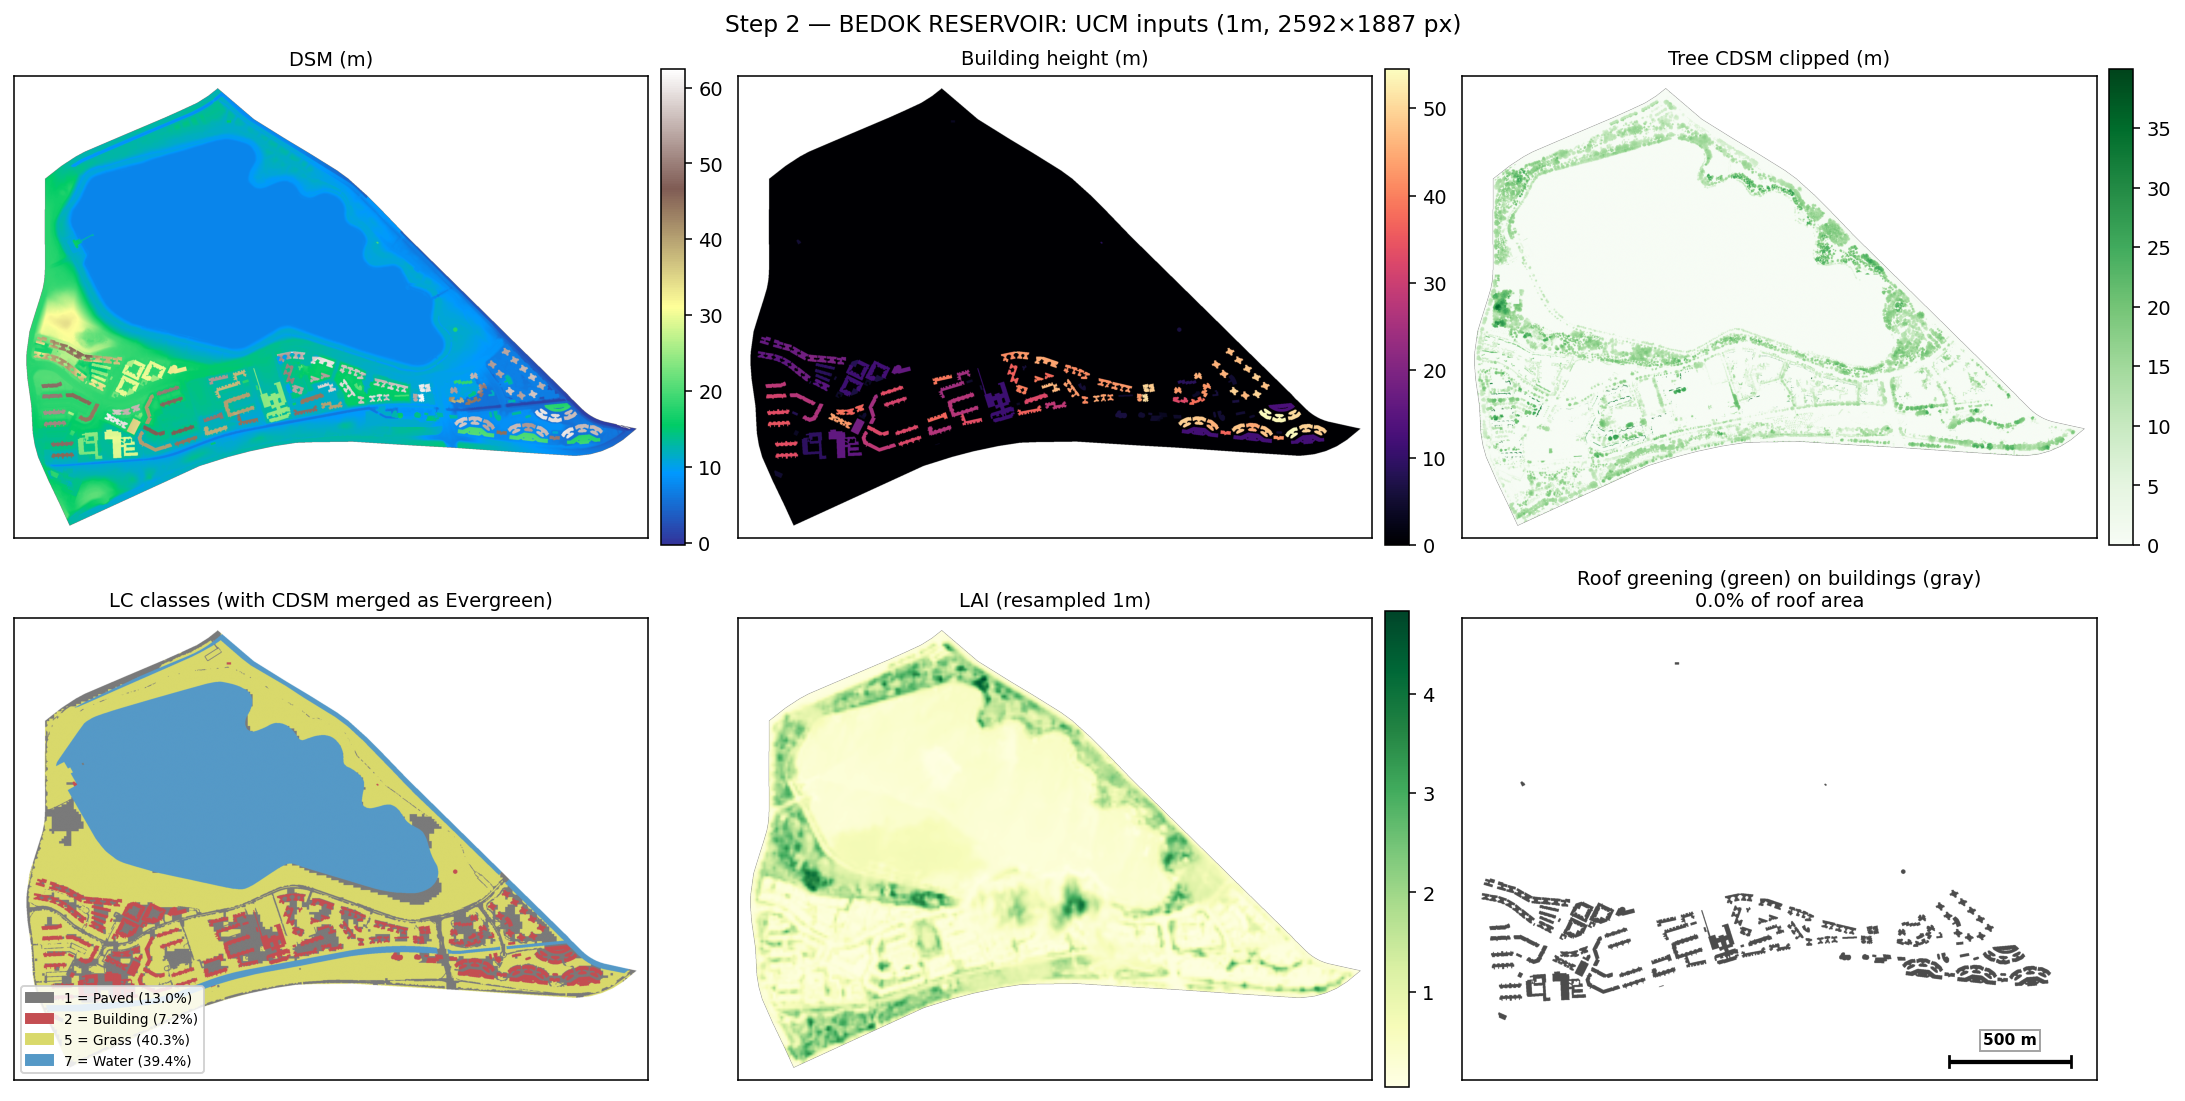 Step 2 — BEDOK RESERVOIR: UCM inputs (1m, 2592×1887 px)
DSM (m)
60
50
40
30
20
10
0
Building height (m)
50
40
30
20
10
0
Tree CDSM clipped (m)
35
30
25
20
15
10
5
0
LC classes (with CDSM merged as Evergreen)
1 = Paved (13.0%)
2 = Building (7.2%)
5 = Grass (40.3%)
7 = Water (39.4%)
LAI (resampled 1m)
4
3
2
1
Roof greening (green) on buildings (gray)
0.0% of roof area
500 m